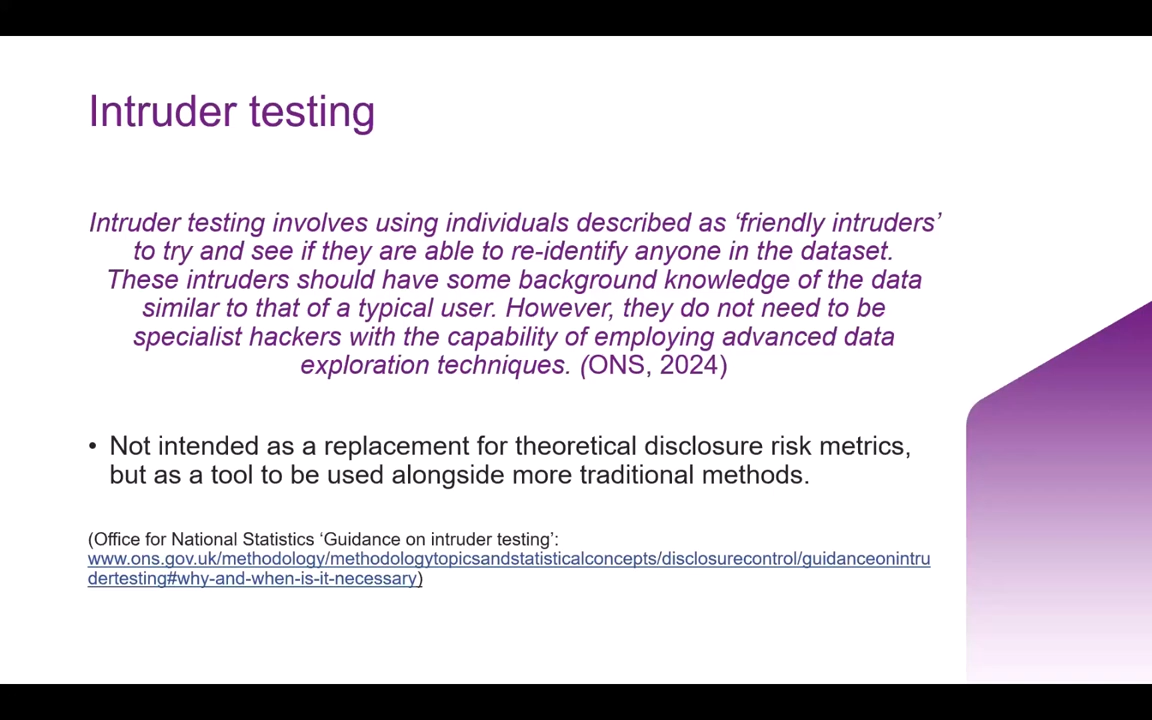 Intruder testing
Intruder testing involves using individuals described as ‘friendly intruders’
to try and see if they are able to re-identify anyone in the dataset.
These intruders should have some background knowledge of the data
similar to that of a typical user. However, they do not need to be
specialist hackers with the capability of employing advanced data
exploration techniques. (ONS, 2024)
• Not intended as a replacement for theoretical disclosure risk metrics,
but as a tool to be used alongside more traditional methods.
(Office for National Statistics ‘Guidance on intruder testing’:
www.ons.gov.uk/methodology/methodologytopicsandstatisticalconcepts/disclosurecontrol/guidanceonintru
dertesting#why-and-when-is-it-necessary)